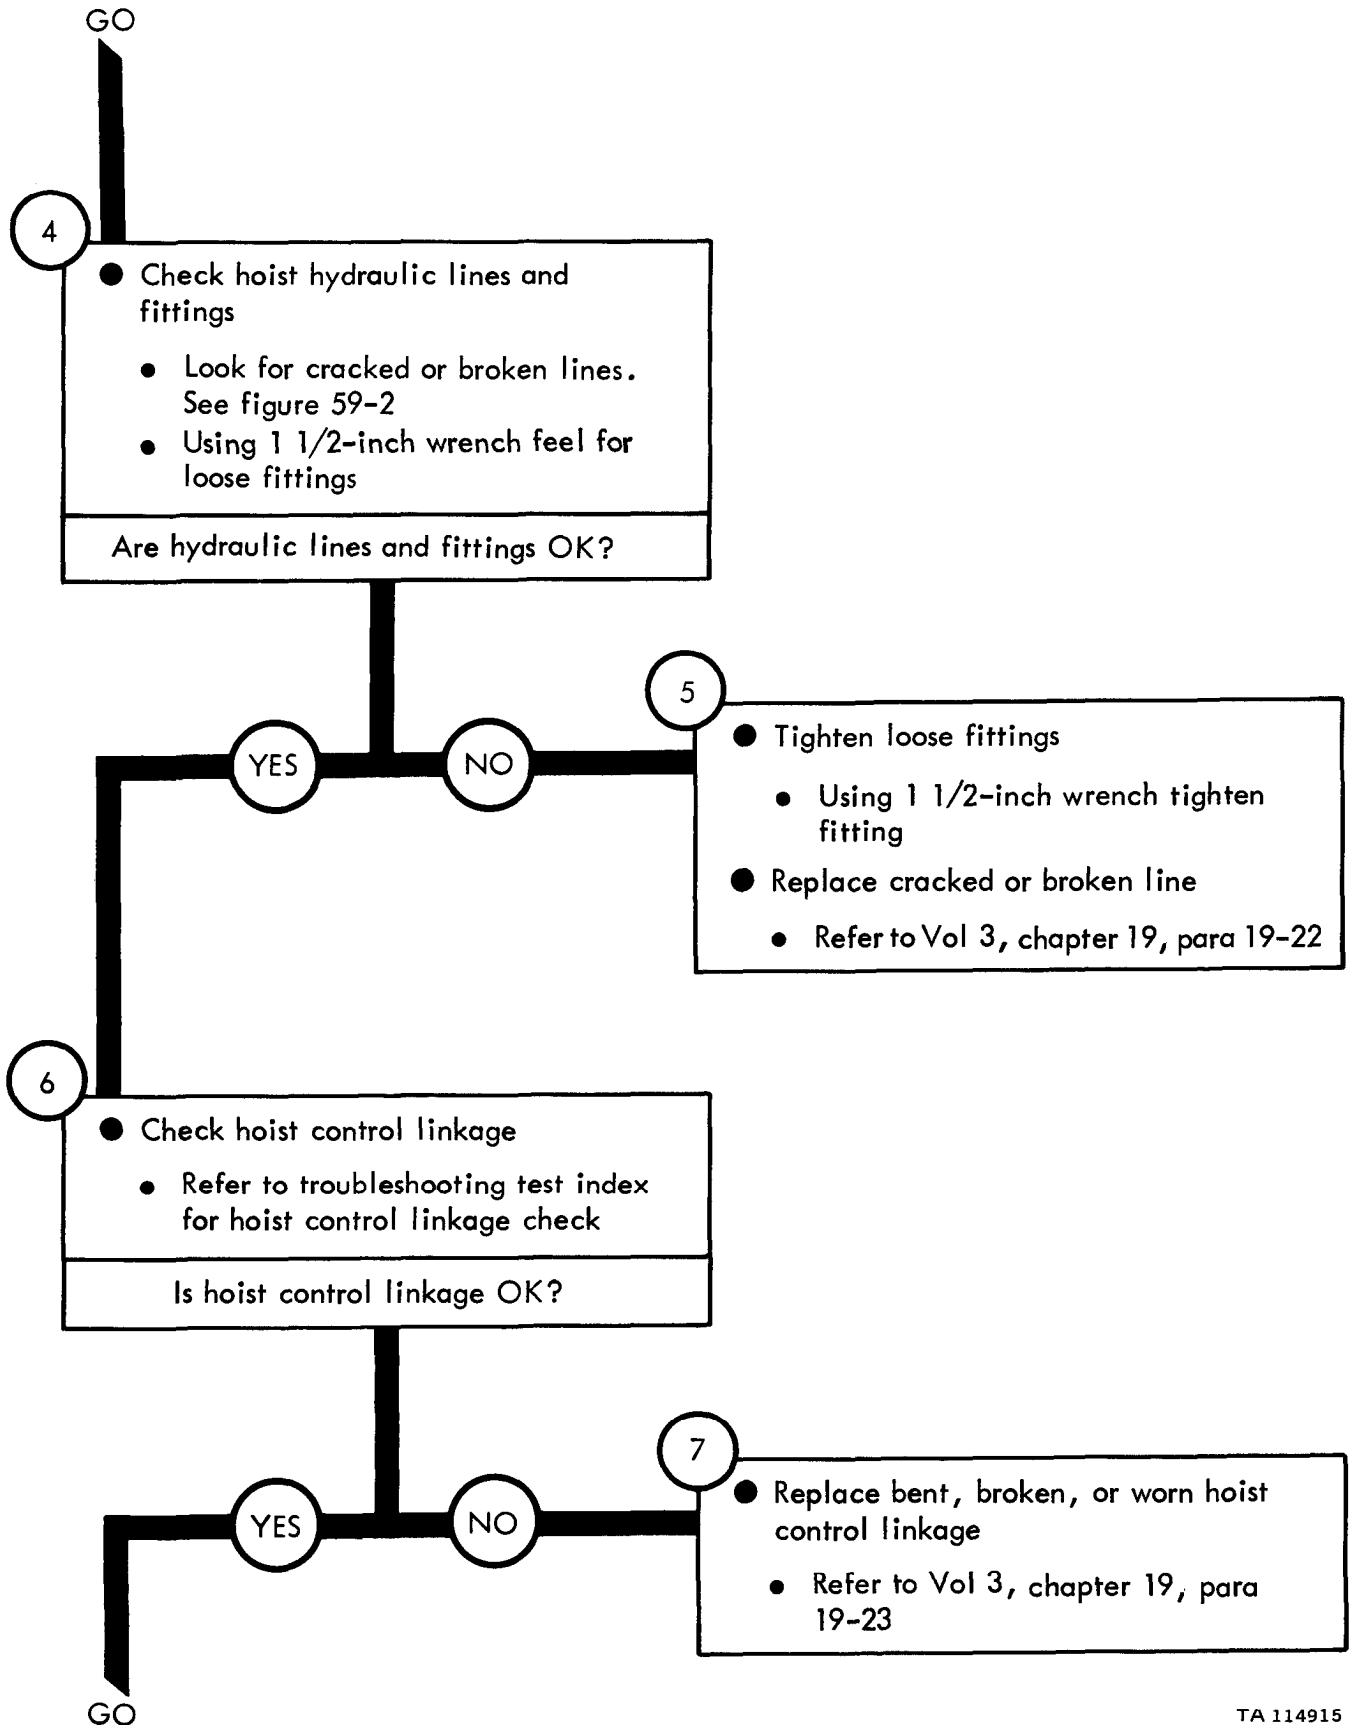 GO
4
● Check hoist hydraulic lines and
fittings
● Look for cracked or broken lines.
See figure 59-2
● Using 1 1/2-inch wrench feel for
loose fittings
Are hydraulic lines and fittings OK?
YES
NO
5
● Tighten loose fittings
● Using 1 1/2-inch wrench tighten
fitting
● Replace cracked or broken line
● Refer to Vol 3, chapter 19, para 19-22
6
● Check hoist control linkage
● Refer to troubleshooting test index
for hoist control linkage check
Is hoist control linkage OK?
YES
NO
7
● Replace bent, broken, or worn hoist
control linkage
● Refer to Vol 3, chapter 19, para
19-23
GO
TA 114915